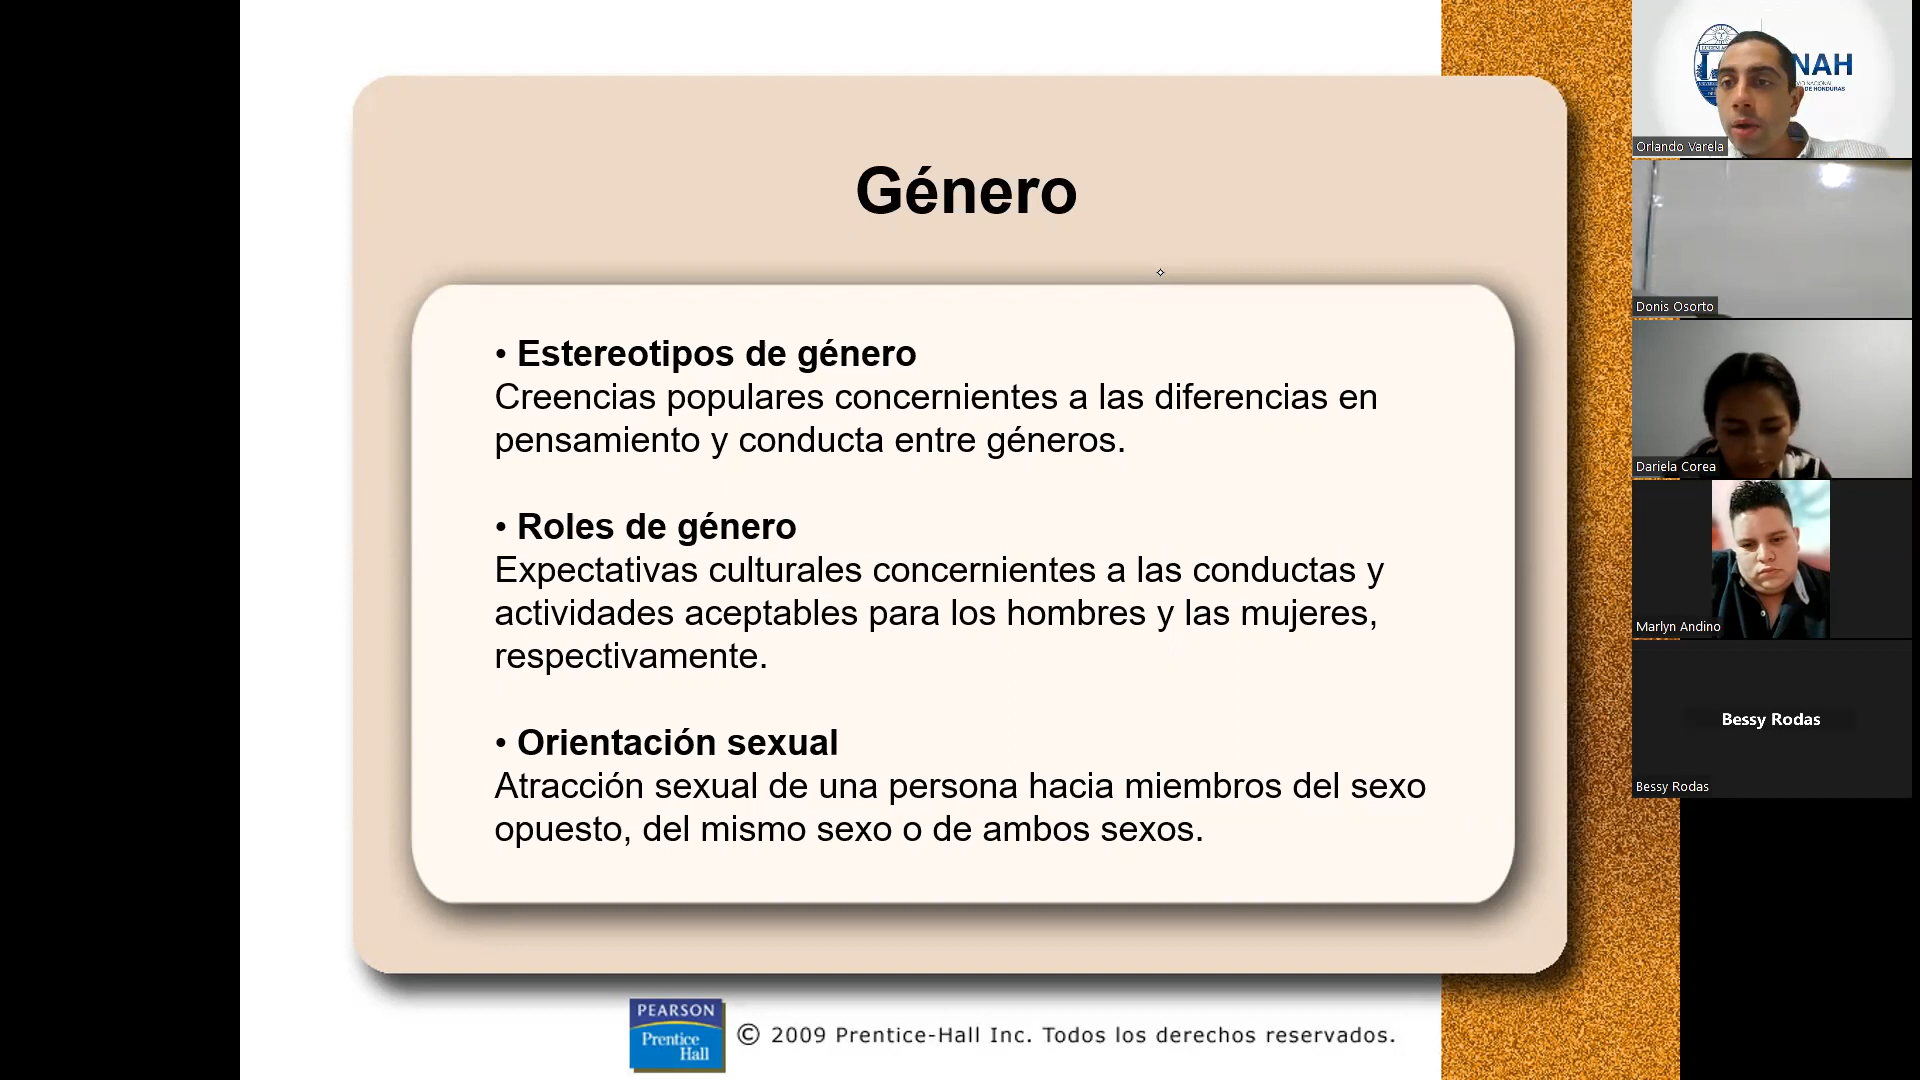 Género
• Estereotipos de género
Creencias populares concernientes a las diferencias en
pensamiento y conducta entre géneros.
• Roles de género
Expectativas culturales concernientes a las conductas y
actividades aceptables para los hombres y las mujeres,
respectivamente.
• Orientación sexual
Atracción sexual de una persona hacia miembros del sexo
opuesto, del mismo sexo o de ambos sexos.
PEARSON
Prentice
Hall
© 2009 Prentice-Hall Inc. Todos los derechos reservados.
NAH
DE HONDURAS
Orlando Varela
Donis Osorto
Dariela Corea
Marlyn Andino
Bessy Rodas
Bessy Rodas